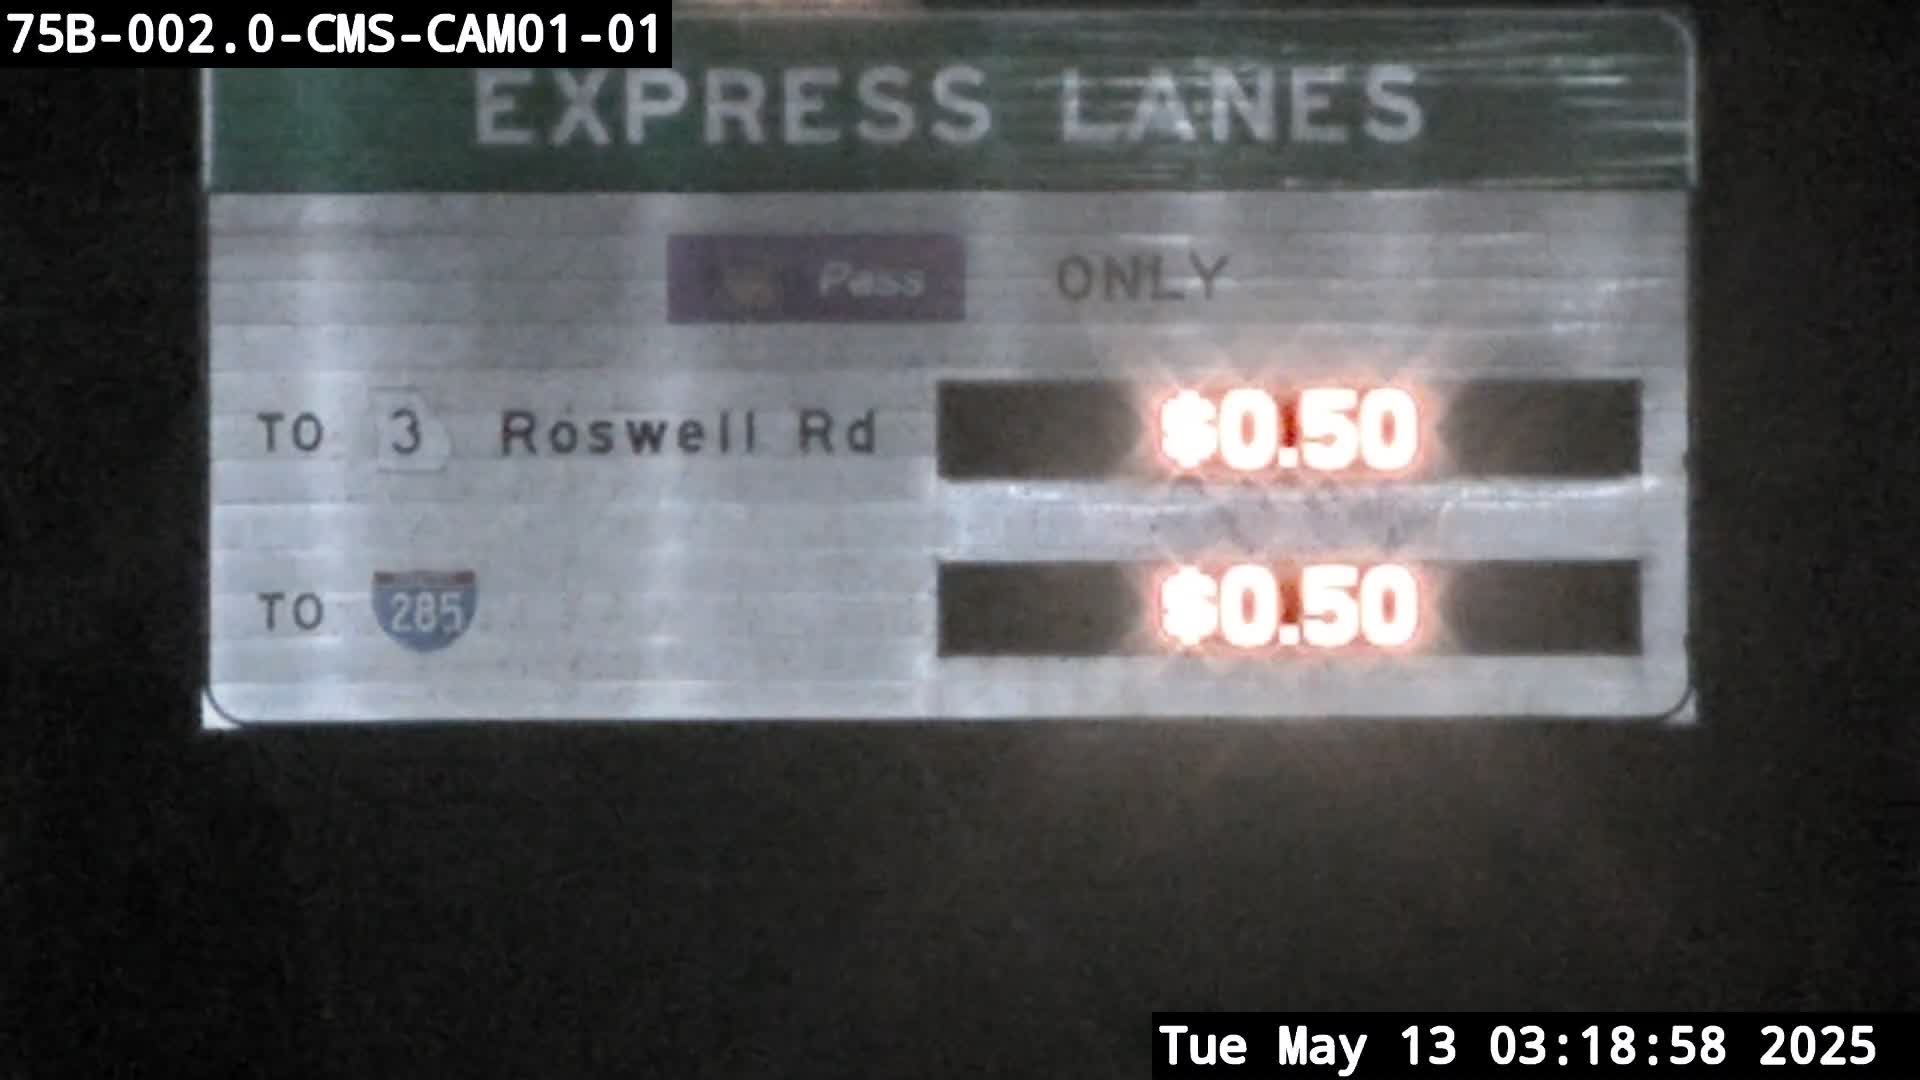 75B-002.0-CMS-CAM01-01
EXPRESS LANES
Pass ONLY
TO 3 Roswell Rd $0.50
TO 285 $0.50
Tue May 13 03:18:58 2025